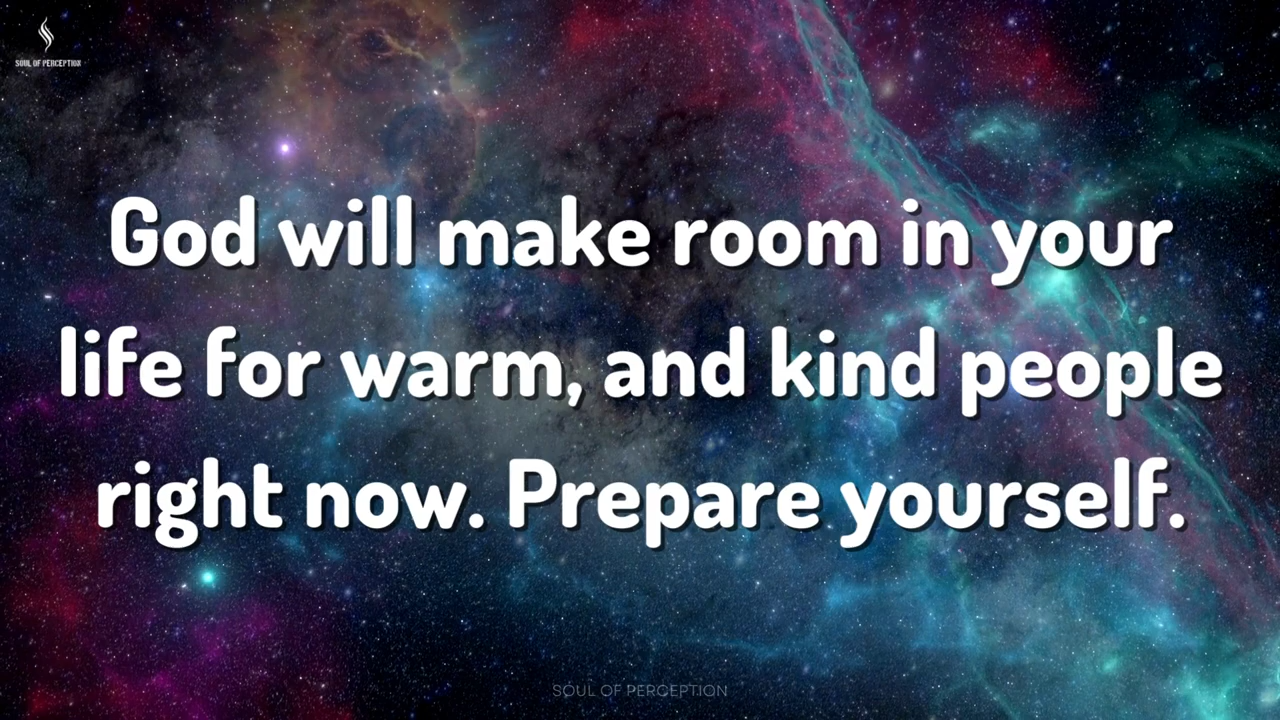 SOUL OF PERCEPTION
God will make room in your
life for warm, and kind people
right now. Prepare yourself.
SOUL OF PERCEPTION